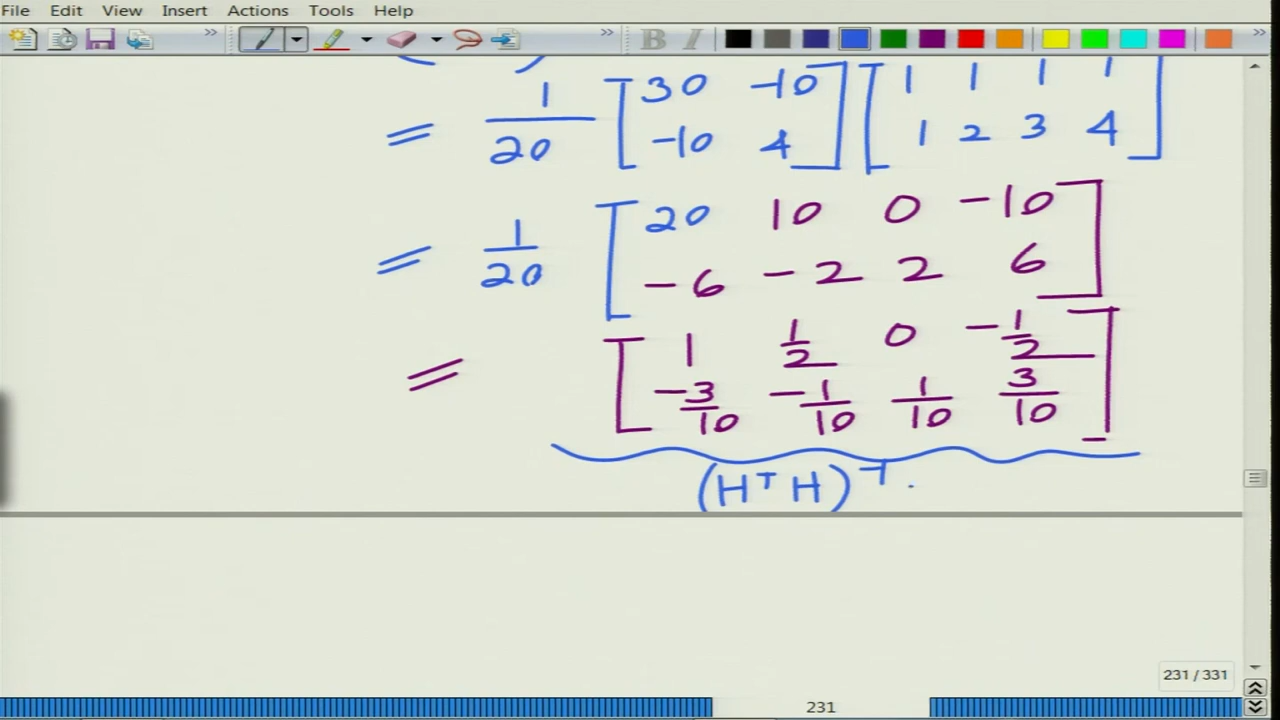 File Edit View Insert Actions Tools Help
B I
= 1/20 [30 -10; -10 4] [1 1 1 1; 1 2 3 4]
= 1/20 [20 10 0 -10; -6 -2 2 6]
= [1 1/2 0 -1/2; -3/10 -1/10 1/10 3/10]
(HᵀH)⁻¹.
231 / 331
231